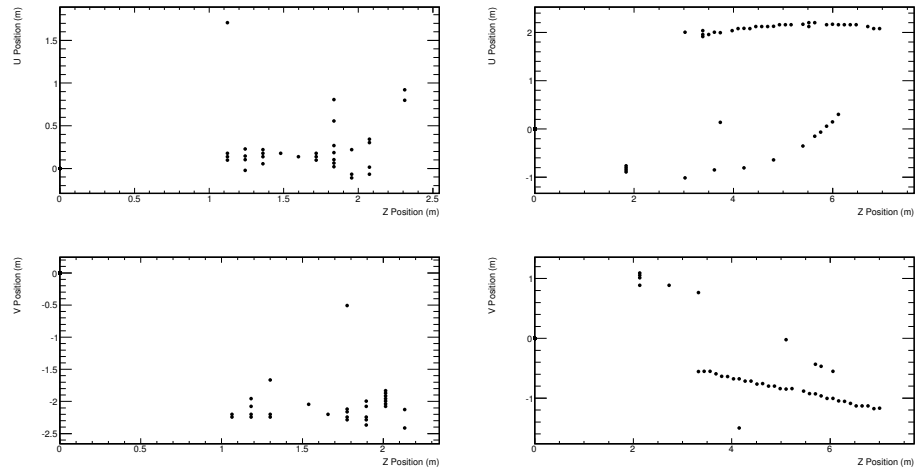 U Position (m)
1.5
1
0.5
0
0 0.5 1 1.5 2 2.5
Z Position (m)
U Position (m)
2
1
0
-1
0 2 4 6
Z Position (m)
V Position (m)
0
-0.5
-1
-1.5
-2
-2.5
0 0.5 1 1.5 2
Z Position (m)
V Position (m)
1
0
-1
0 2 4 6
Z Position (m)